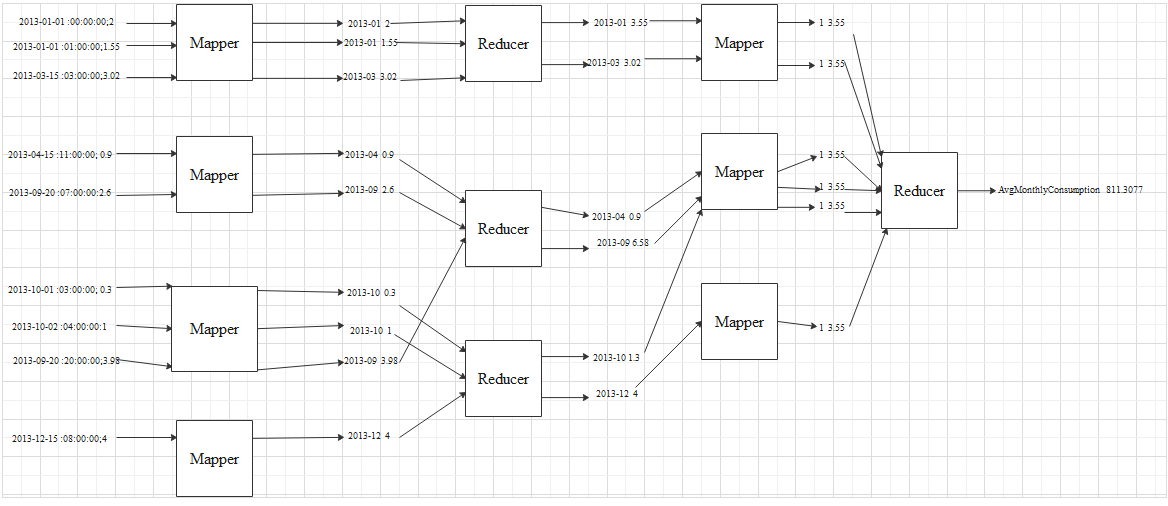 2013-01-01 :00:00:00;2
2013-01-01 :01:00:00;1.55
2013-03-15 :03:00:00;3.02
Mapper
2013-01 2
2013-01 1.55
2013-03 3.02
Reducer
2013-01 3.55
2013-03 3.02
Mapper
1 3.55
1 3.55
2013-04-15 :11:00:00; 0.9
2013-09-20 :07:00:00:2.6
Mapper
2013-04 0.9
2013-09 2.6
Reducer
2013-04 0.9
2013-09 6.58
Mapper
1 3.55
1 3.55
1 3.55
Reducer
AvgMonthlyConsumption 811.3077
2013-10-01 :03:00:00; 0.3
2013-10-02 :04:00:00:1
2013-09-20 :20:00:00;3.98
Mapper
2013-10 0.3
2013-10 1
2013-09 3.98
Reducer
2013-10 1.3
2013-12 4
Mapper
1 3.55
2013-12-15 :08:00:00;4
Mapper
2013-12 4